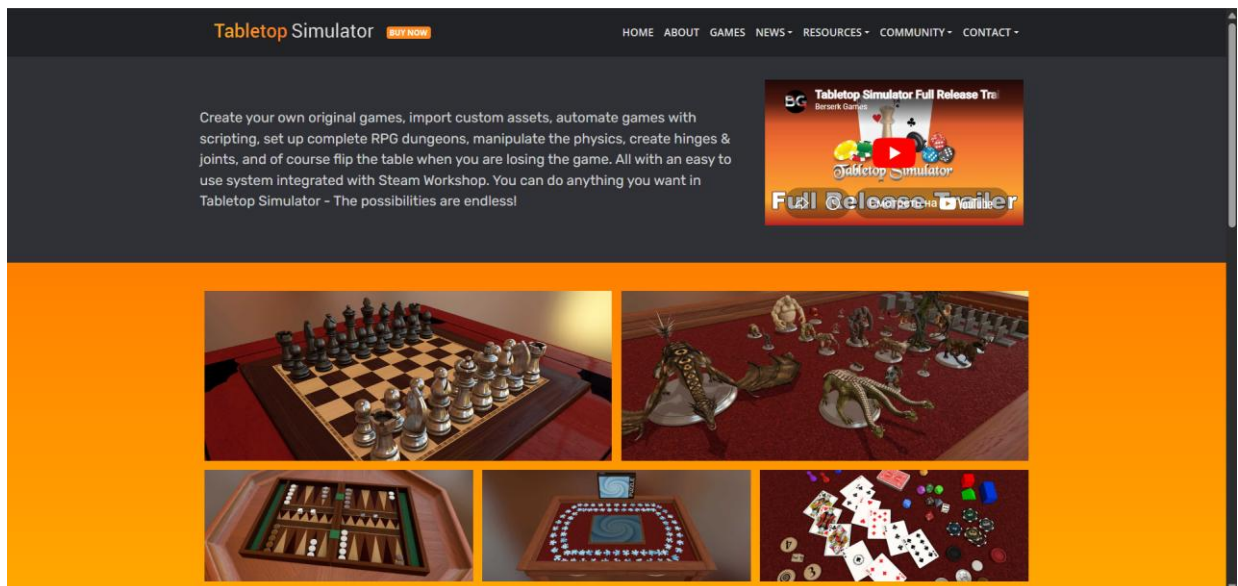 Tabletop Simulator BUY NOW
HOME ABOUT GAMES NEWS RESOURCES COMMUNITY CONTACT
Create your own original games, import custom assets, automate games with
scripting, set up complete RPG dungeons, manipulate the physics, create hinges &
joints, and of course flip the table when you are losing the game. All with an easy to
use system integrated with Steam Workshop. You can do anything you want in
Tabletop Simulator - The possibilities are endless!
BG Tabletop Simulator Full Release Trai
Berserk Games
Tabletop Simulator
Full Release Trailer
Смотреть на YouTube